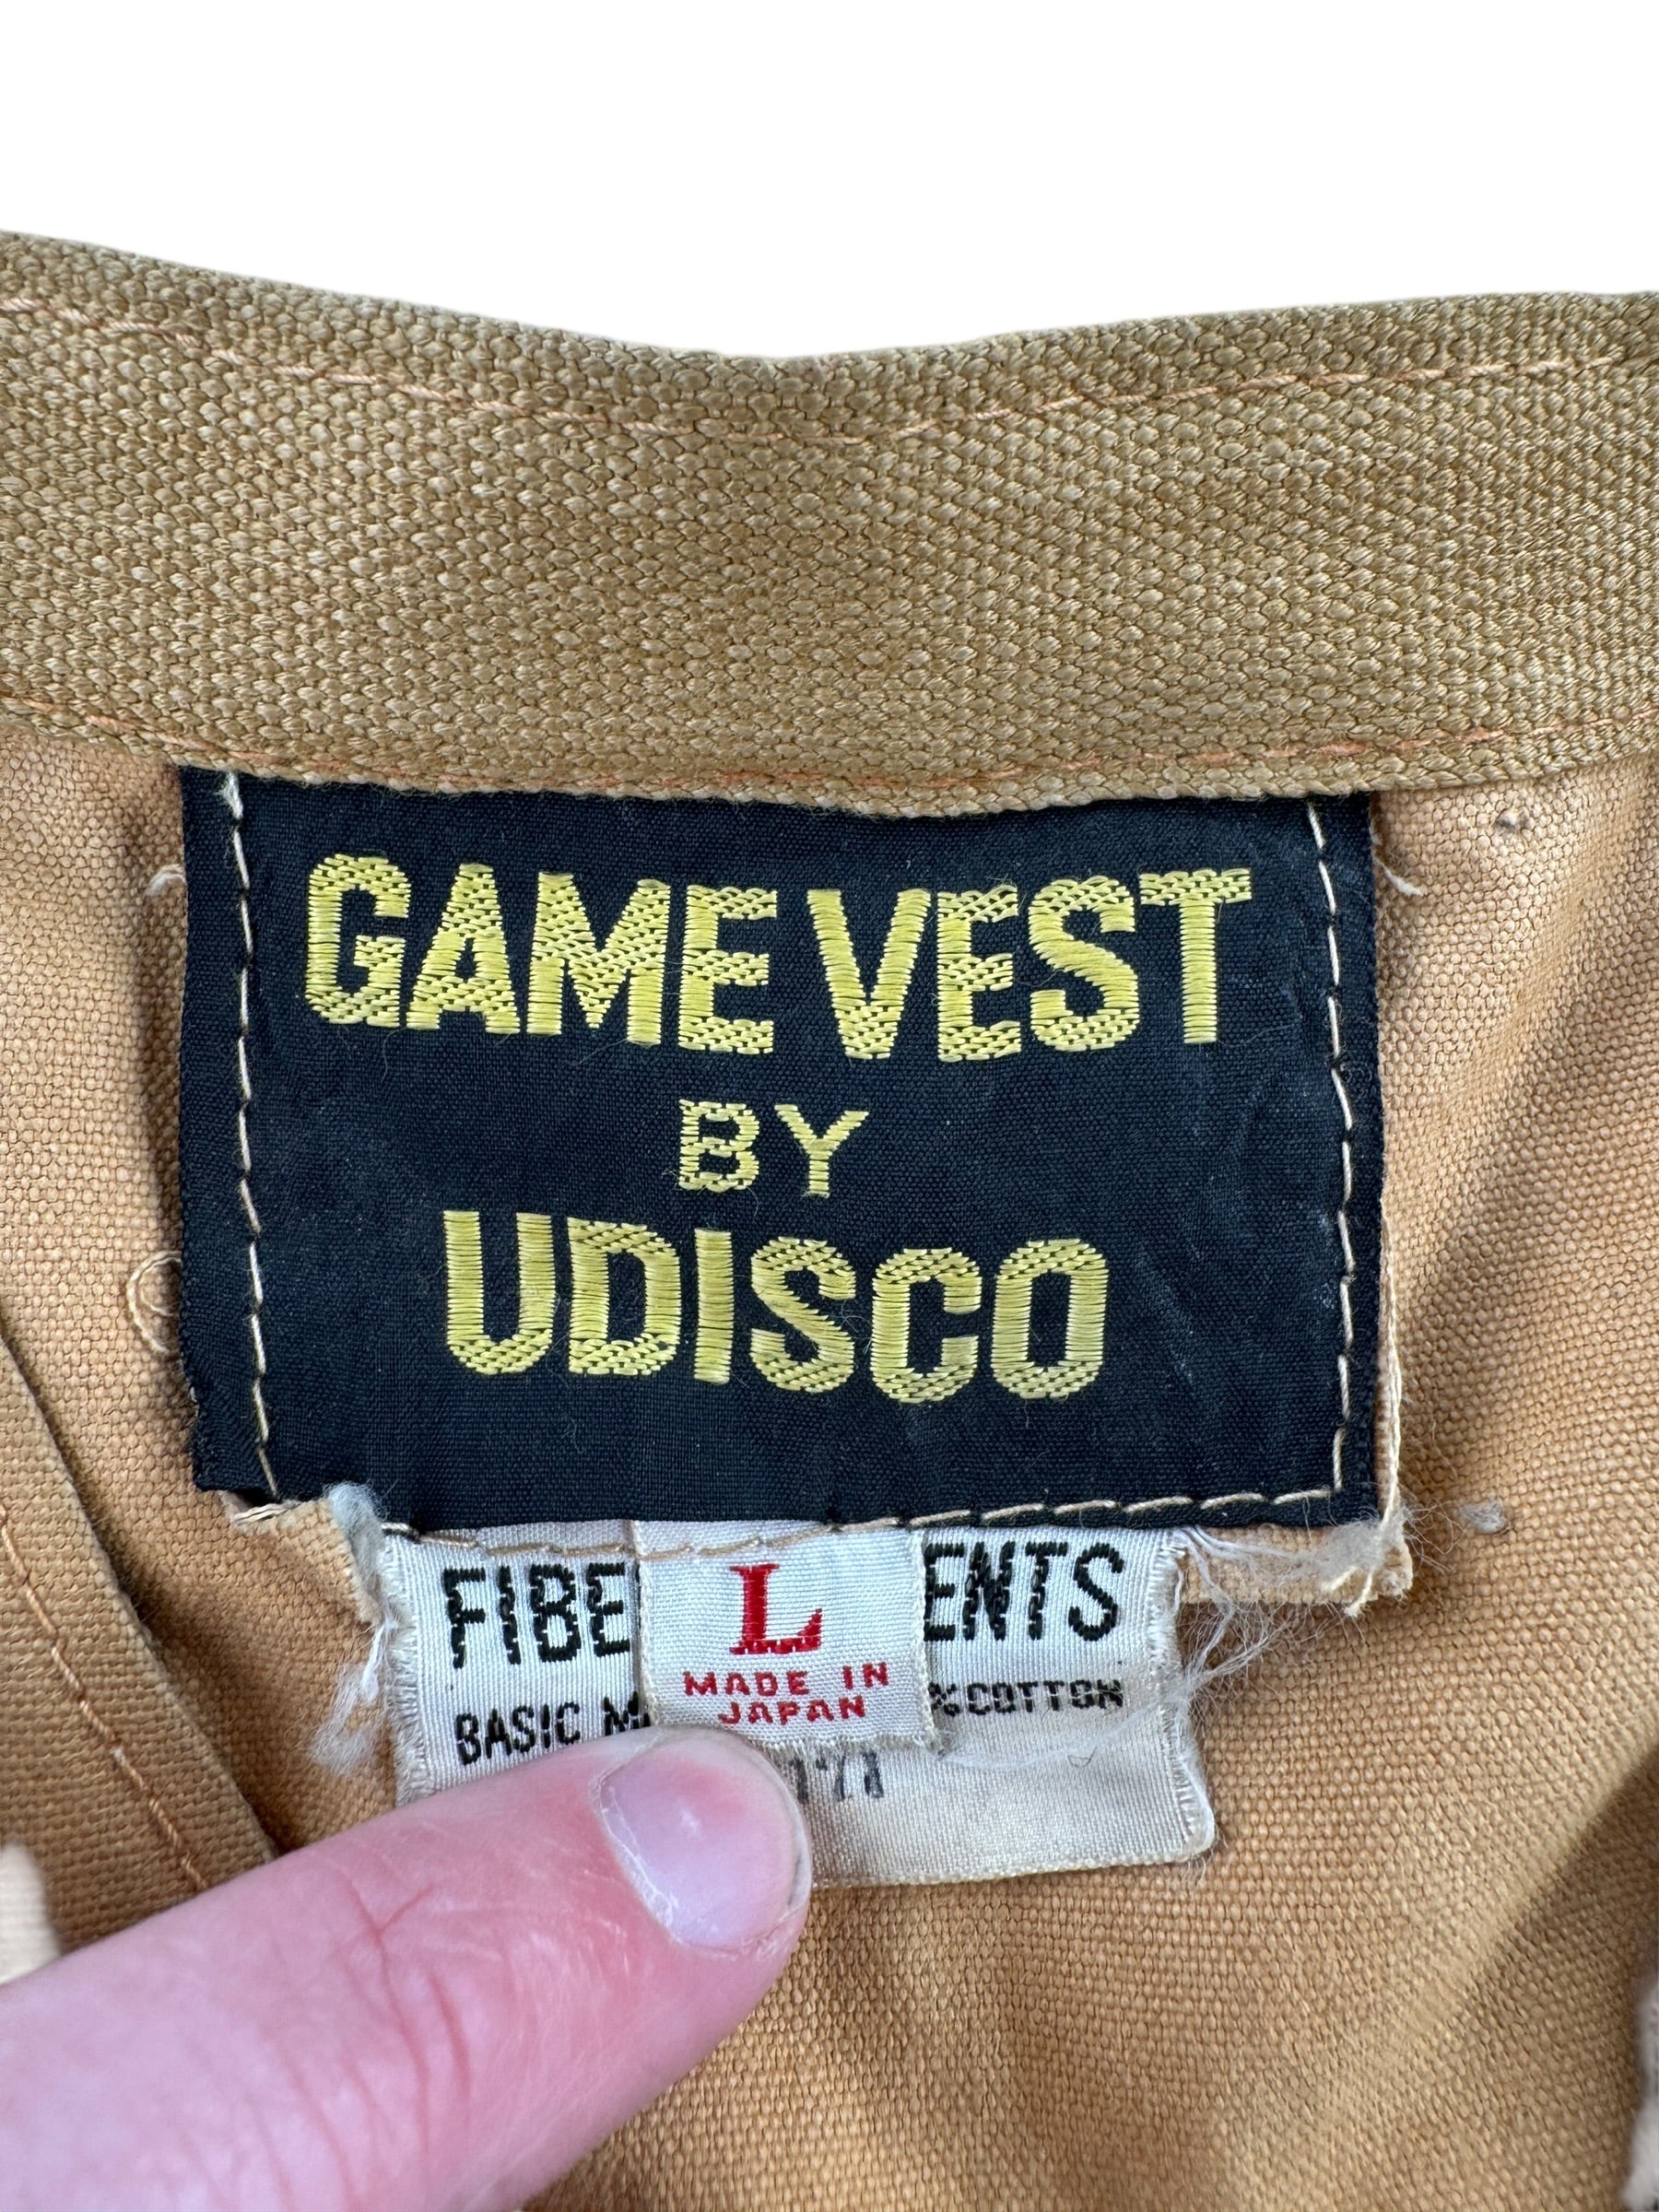 GAME VEST
BY
UDISCO
FIBE ENTS
L
MADE IN
JAPAN
BASIC M %COTTON